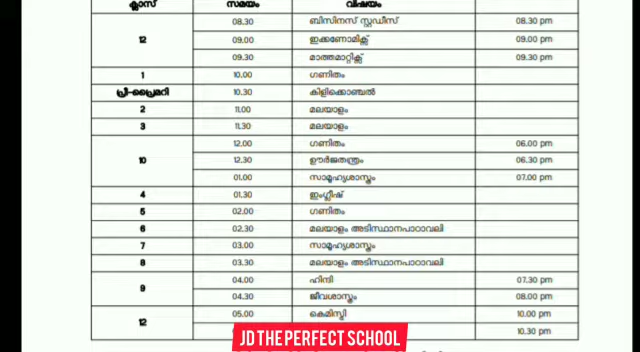 ക്ലാസ് സമയം വിഷയം
08.30 ബിസിനസ് സ്റ്റഡീസ് 08.30 pm
12 09.00 ഇക്കണോമിക്സ് 09.00 pm
09.30 മാത്തമാറ്റിക്സ് 09.30 pm
1 10.00 ഗണിതം
പ്രീ-പ്രൈമറി 10.30 കിളിക്കൊഞ്ചൽ
2 11.00 മലയാളം
3 11.30 മലയാളം
12.00 ഗണിതം 06.00 pm
10 12.30 ഊർജതന്ത്രം 06.30 pm
01.00 സാമൂഹ്യശാസ്ത്രം 07.00 pm
4 01.30 ഇംഗ്ലീഷ്
5 02.00 ഗണിതം
6 02.30 മലയാളം അടിസ്ഥാനപാഠാവലി
7 03.00 സാമൂഹ്യശാസ്ത്രം
8 03.30 മലയാളം അടിസ്ഥാനപാഠാവലി
9 04.00 ഹിന്ദി 07.30 pm
04.30 ജീവശാസ്ത്രം 08.00 pm
12 05.00 കെമിസ്ട്രി 10.00 pm
10.30 pm
JD THE PERFECT SCHOOL